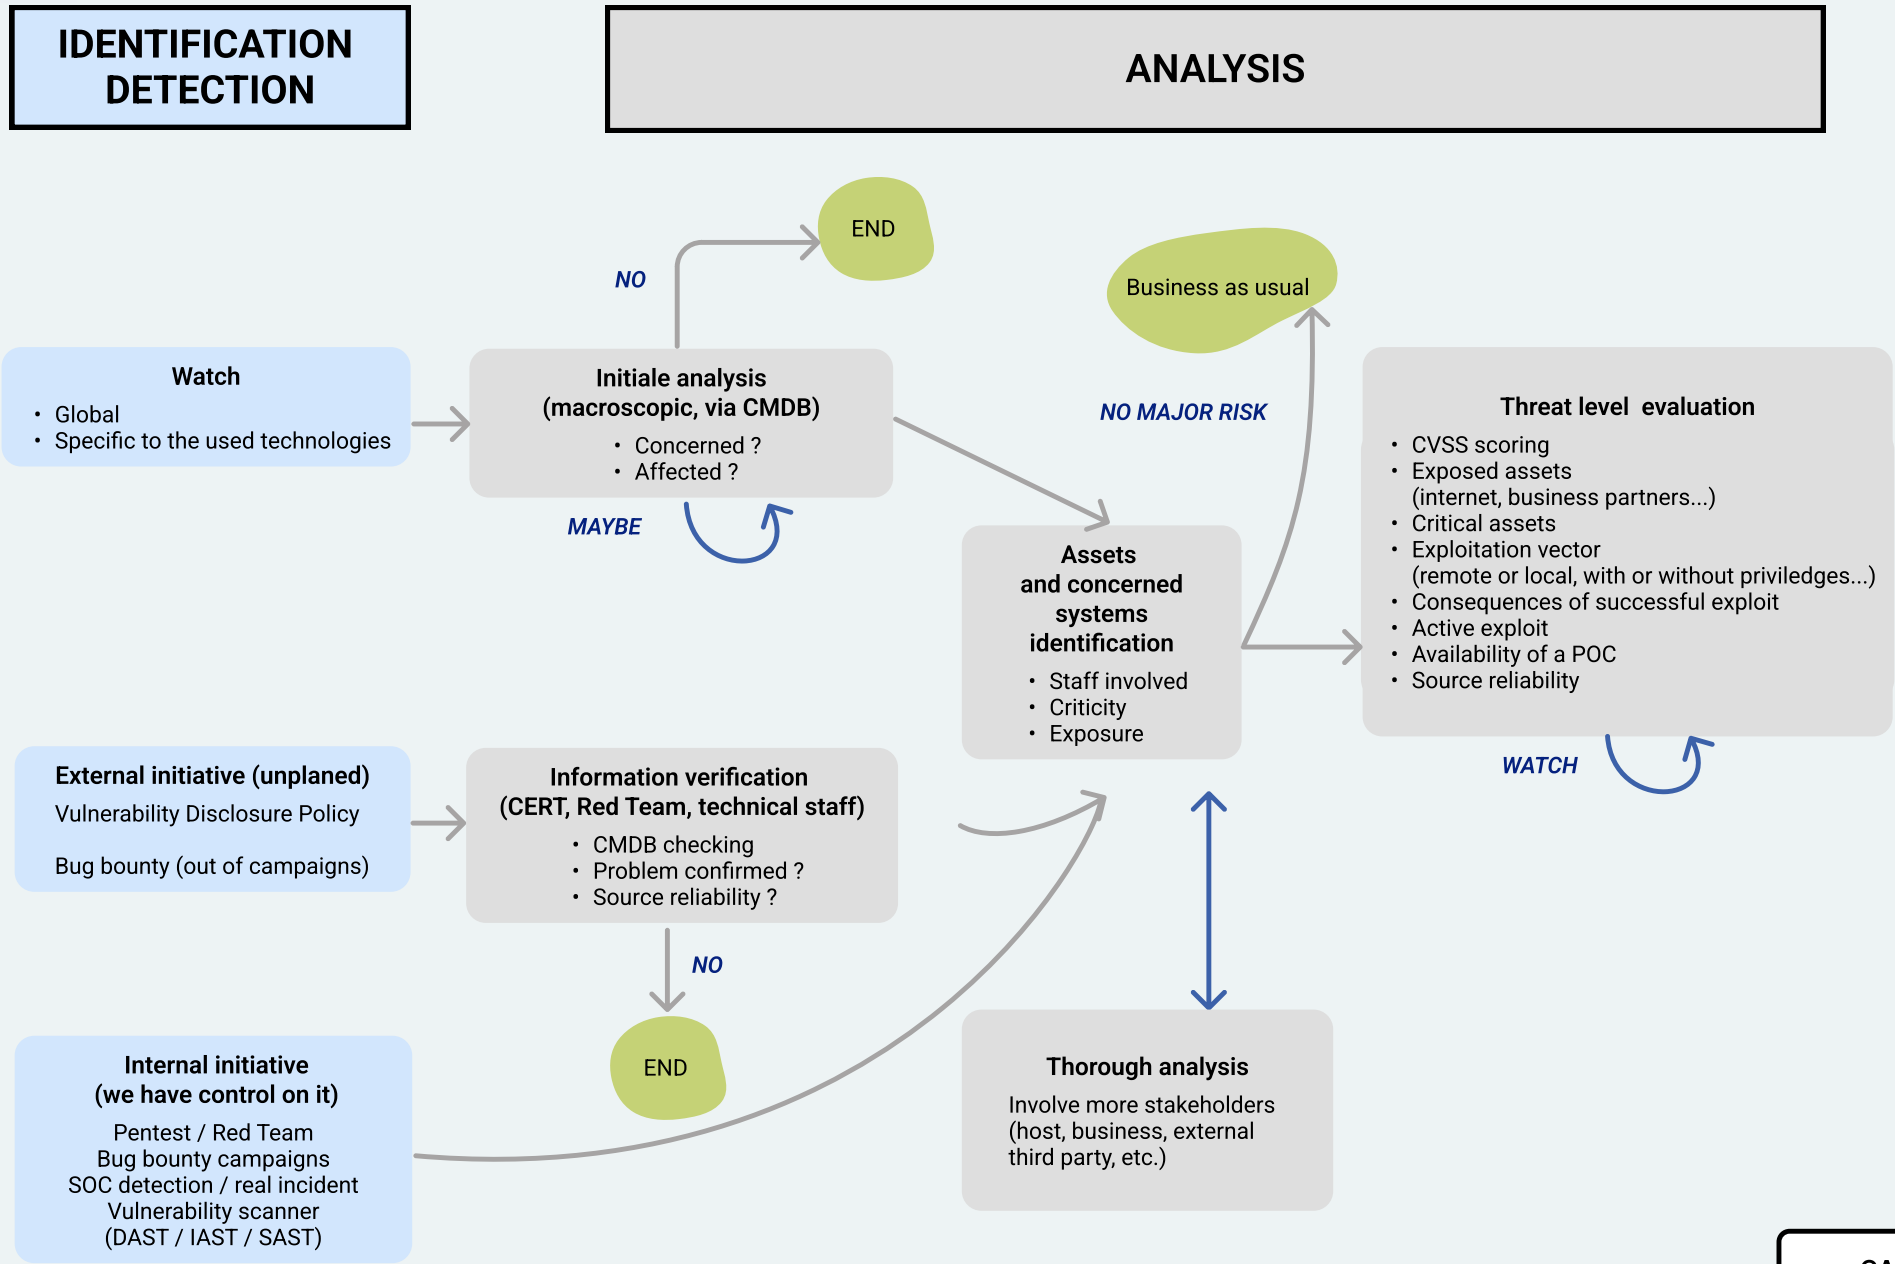 IDENTIFICATION
DETECTION
ANALYSIS
END
NO
Business as usual
Watch
• Global
• Specific to the used technologies
Initiale analysis
(macroscopic, via CMDB)
• Concerned ?
• Affected ?
MAYBE
NO MAJOR RISK
Threat level evaluation
• CVSS scoring
• Exposed assets
(internet, business partners...)
• Critical assets
• Exploitation vector
(remote or local, with or without priviledges...)
• Consequences of successful exploit
• Active exploit
• Availability of a POC
• Source reliability
WATCH
Assets
and concerned
systems
identification
• Staff involved
• Criticity
• Exposure
External initiative (unplaned)
Vulnerability Disclosure Policy
Bug bounty (out of campaigns)
Information verification
(CERT, Red Team, technical staff)
• CMDB checking
• Problem confirmed ?
• Source reliability ?
NO
END
Internal initiative
(we have control on it)
Pentest / Red Team
Bug bounty campaigns
SOC detection / real incident
Vulnerability scanner
(DAST / IAST / SAST)
Thorough analysis
Involve more stakeholders
(host, business, external
third party, etc.)